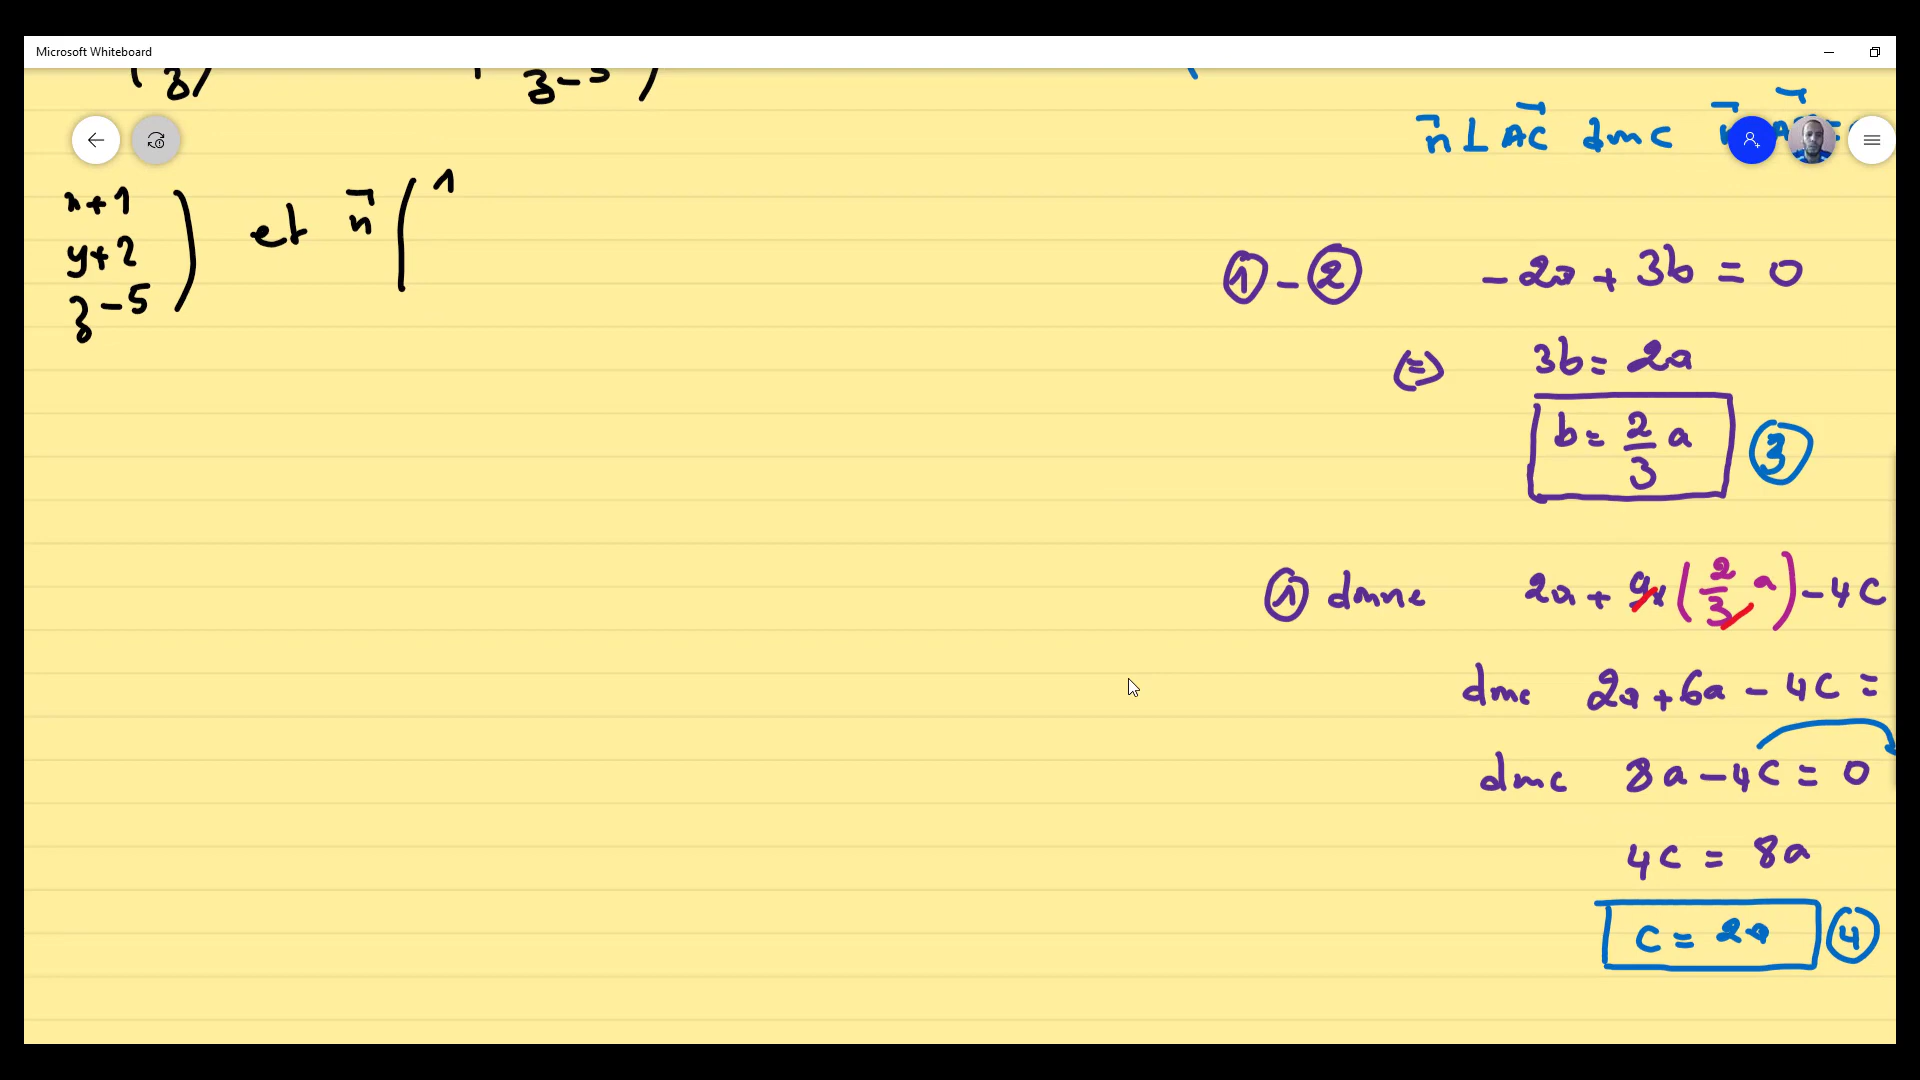 Microsoft Whiteboard
3 - 5
n ⊥ AC donc
x + 1
y + 2
z - 5
et n ( 1
① - ② -2a + 3b = 0
(=) 3b = 2a
b = 2/3 a ③
① donne 2a + 9x(2/3 a) - 4c
donc 2a + 6a - 4c =
donc 8a - 4c = 0
4c = 8a
c = 2a ④